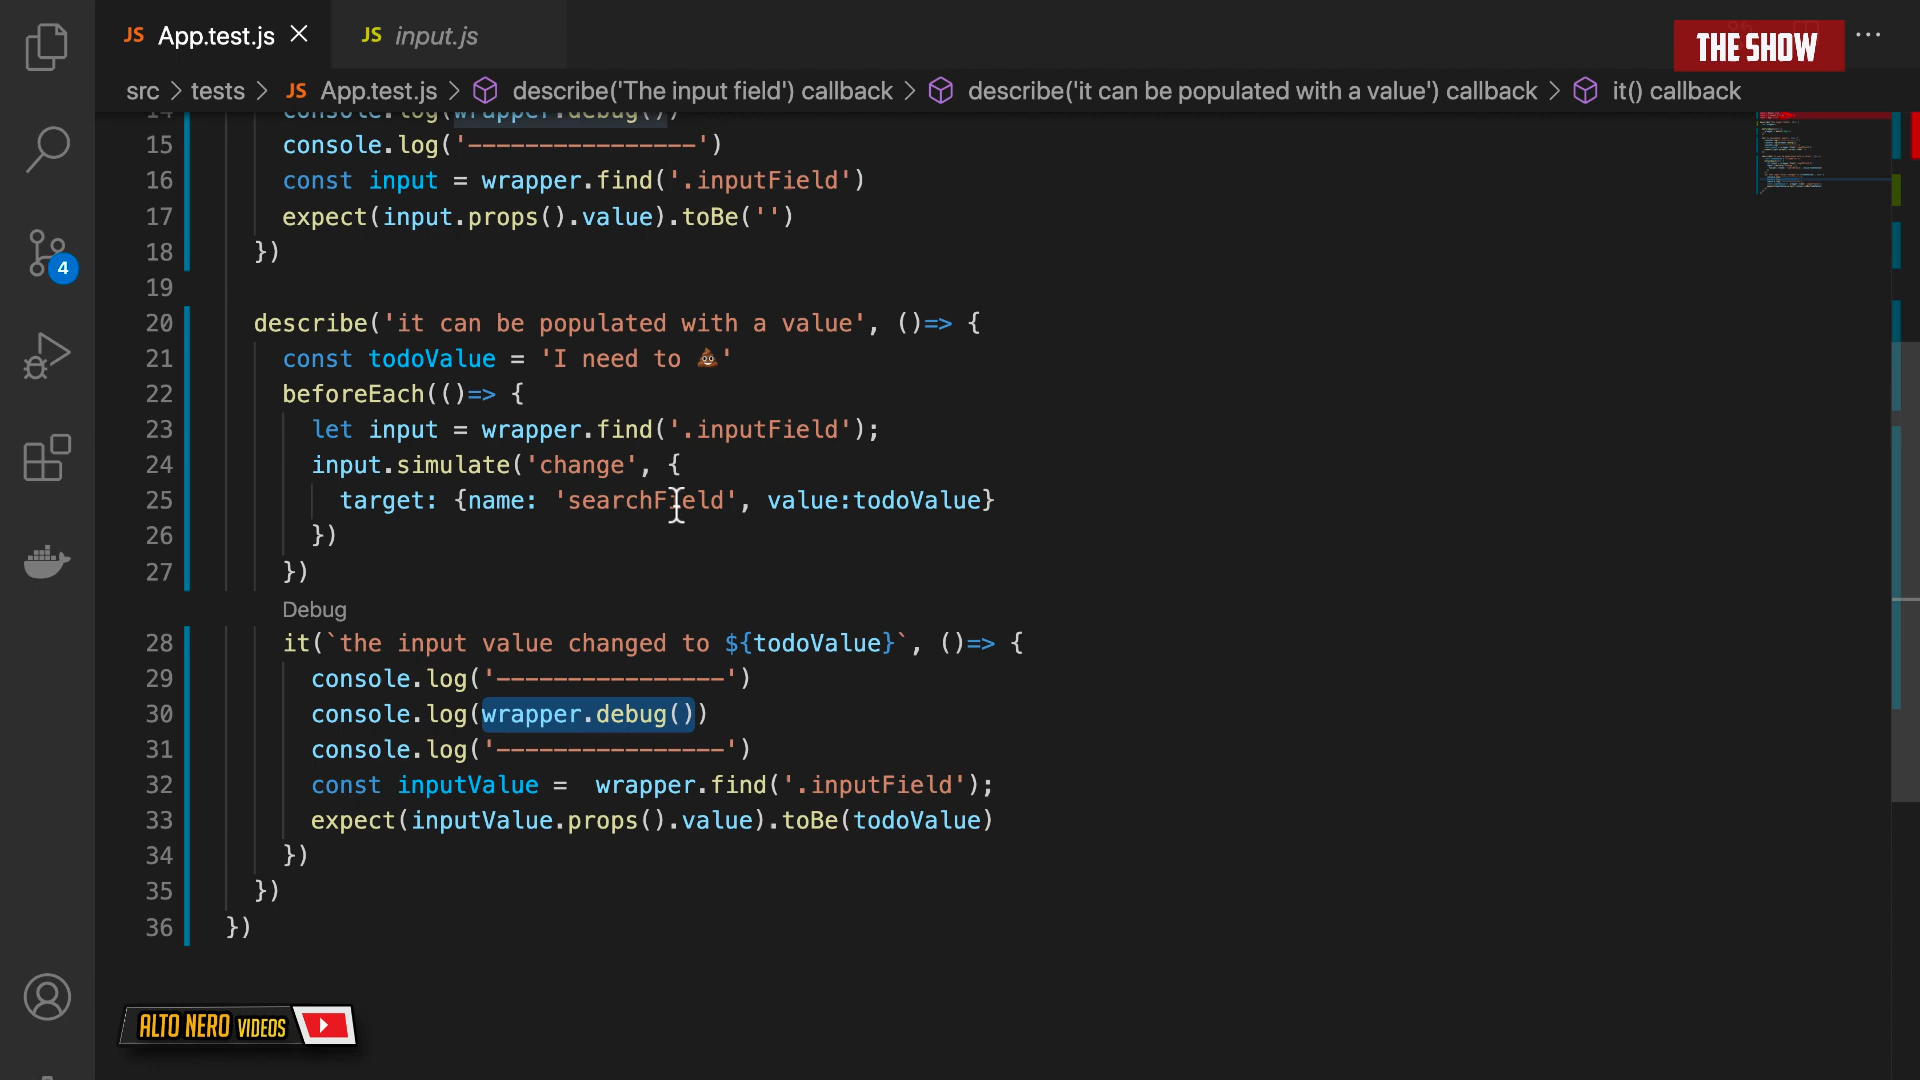 JS App.test.js ×
JS input.js
THE SHOW
src > tests > JS App.test.js > describe('The input field') callback > describe('it can be populated with a value') callback > it() callback
14 console.log(wrapper.debug())
15 console.log('----------------')
16 const input = wrapper.find('.inputField')
17 expect(input.props().value).toBe('')
18 })
19
20 describe('it can be populated with a value', ()=> {
21 const todoValue = 'I need to 💩'
22 beforeEach(()=> {
23 let input = wrapper.find('.inputField');
24 input.simulate('change', {
25 target: {name: 'searchField', value:todoValue}
26 })
27 })
Debug
28 it(`the input value changed to ${todoValue}`, ()=> {
29 console.log('----------------')
30 console.log(wrapper.debug())
31 console.log('----------------')
32 const inputValue =  wrapper.find('.inputField');
33 expect(inputValue.props().value).toBe(todoValue)
34 })
35 })
36 })
4
ALTO NERO VIDEOS